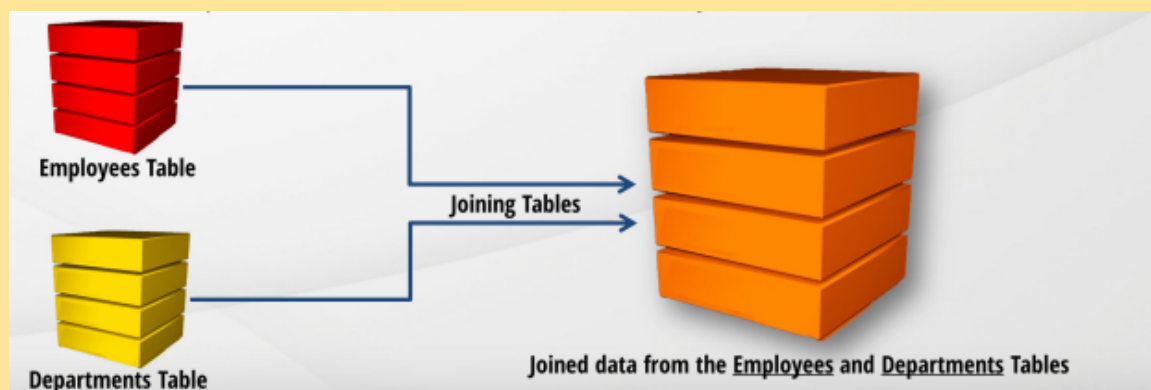 Employees Table
Joining Tables
Departments Table
Joined data from the Employees and Departments Tables